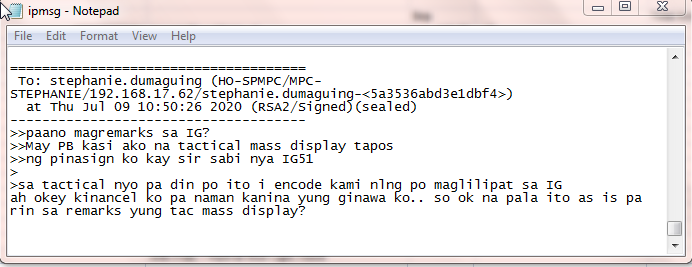 ipmsg - Notepad
File Edit Format View Help
=====================================
To: stephanie.dumaguing (HO-SPMPC/MPC-
STEPHANIE/192.168.17.62/stephanie.dumaguing-<5a3536abd3e1dbf4>)
at Thu Jul 09 10:50:26 2020 (RSA2/Signed)(sealed)
-------------------------------------
>>paano magremarks sa IG?
>>May PB kasi ako na tactical mass display tapos
>>ng pinasign ko kay sir sabi nya IG51
>
>sa tactical nyo pa din po ito i encode kami nlng po maglilipat sa IG
ah okey kinancel ko pa naman kanina yung ginawa ko.. so ok na pala ito as is pa
rin sa remarks yung tac mass display?